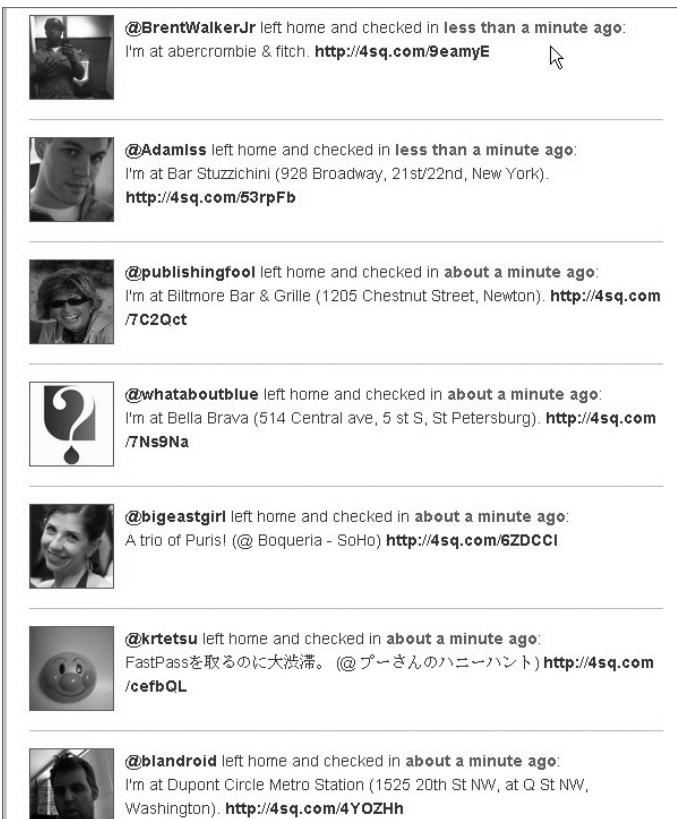 @BrentWalkerJr left home and checked in less than a minute ago:
I'm at abercrombie & fitch. http://4sq.com/9eamyE
@AdamIss left home and checked in less than a minute ago:
I'm at Bar Stuzzichini (928 Broadway, 21st/22nd, New York).
http://4sq.com/53rpFb
@publishingfool left home and checked in about a minute ago:
I'm at Biltmore Bar & Grille (1205 Chestnut Street, Newton). http://4sq.com
/7C2Qct
@whataboutblue left home and checked in about a minute ago:
I'm at Bella Brava (514 Central ave, 5 st S, St Petersburg). http://4sq.com
/7Ns9Na
@bigeastgirl left home and checked in about a minute ago:
A trio of Puris! (@ Boqueria - SoHo) http://4sq.com/6ZDCCI
@krtetsu left home and checked in about a minute ago:
FastPassを取るのに大渋滞。 (@ プーさんのハニーハント) http://4sq.com
/cefbQL
@blandroid left home and checked in about a minute ago:
I'm at Dupont Circle Metro Station (1525 20th St NW, at Q St NW,
Washington). http://4sq.com/4YOZHh